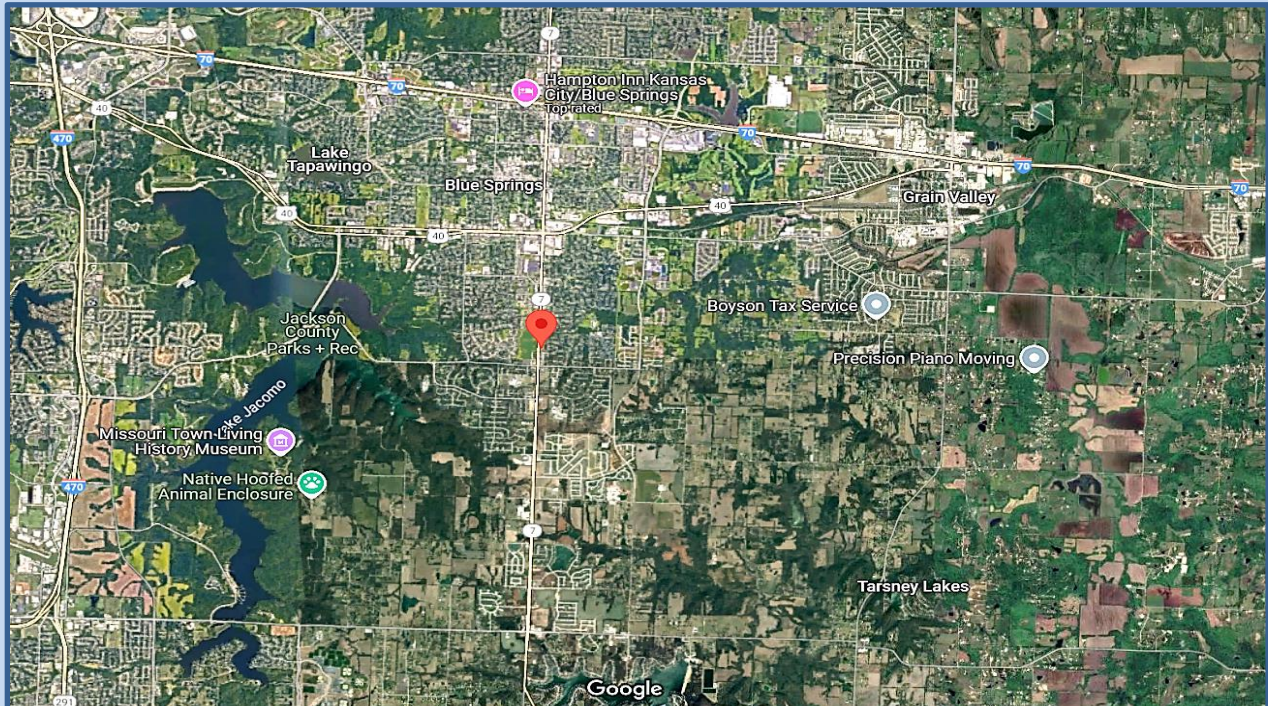 7
70
70
Hampton Inn Kansas
City/Blue Springs
Top rated
40
470
70
Lake
Tapawingo
70
Blue Springs
70
Grain Valley
40
40
40
7
Boyson Tax Service
Jackson
County
Parks + Rec
Precision Piano Moving
Lake Jacomo
Missouri Town Living
History Museum
Native Hoofed
Animal Enclosure
470
7
Tarsney Lakes
Google
291